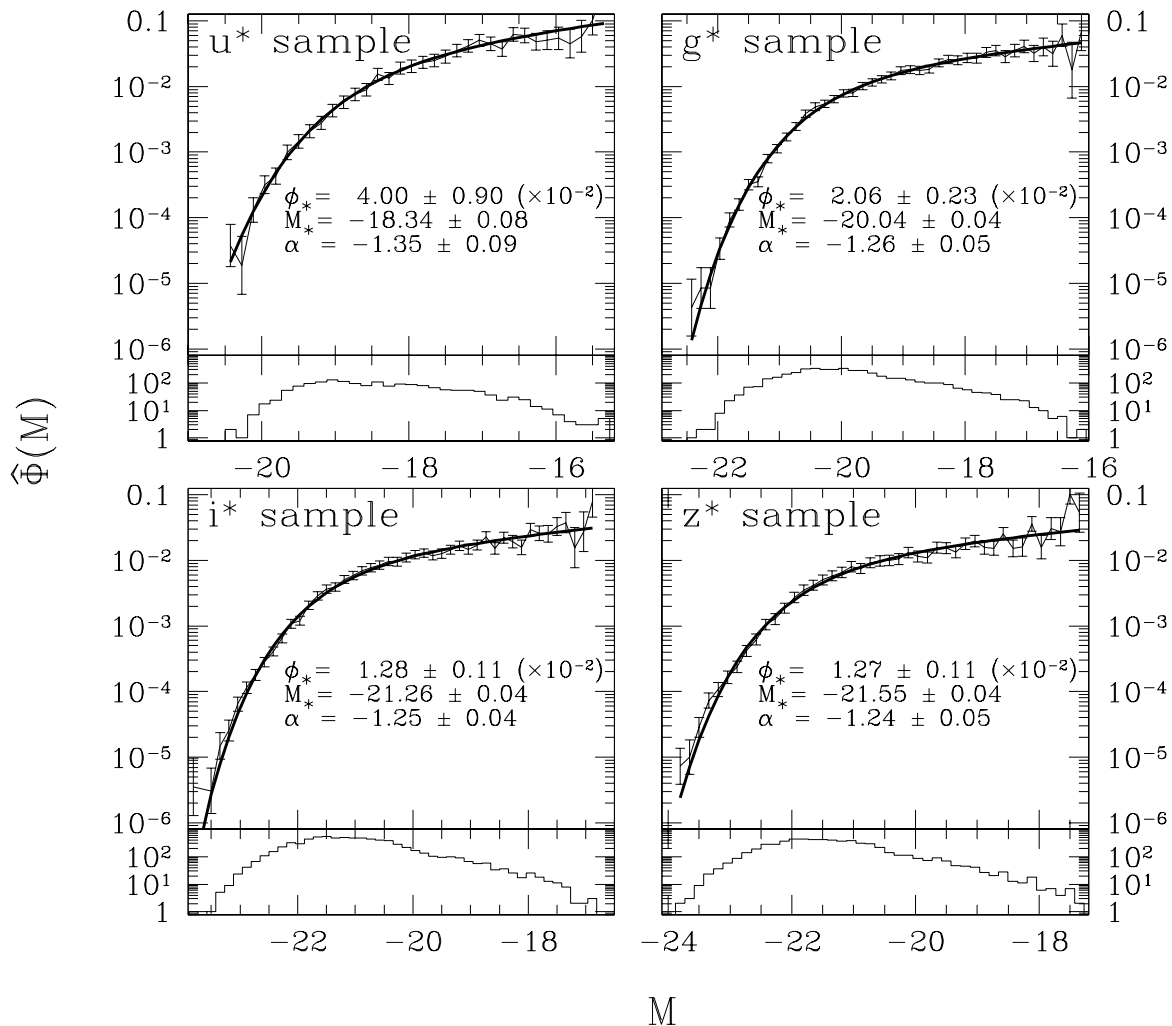 u* sample
0.1
10⁻²
10⁻³
10⁻⁴
10⁻⁵
10⁻⁶
ϕ* = 4.00 ± 0.90 (×10⁻²)
M* = −18.34 ± 0.08
α = −1.35 ± 0.09
10²
10¹
1
−20 −18 −16
g* sample
0.1
10⁻²
10⁻³
10⁻⁴
10⁻⁵
10⁻⁶
ϕ* = 2.06 ± 0.23 (×10⁻²)
M* = −20.04 ± 0.04
α = −1.26 ± 0.05
10²
10¹
1
−22 −20 −18 −16
Φ̂(M)
i* sample
0.1
10⁻²
10⁻³
10⁻⁴
10⁻⁵
10⁻⁶
ϕ* = 1.28 ± 0.11 (×10⁻²)
M* = −21.26 ± 0.04
α = −1.25 ± 0.04
10²
10¹
1
−22 −20 −18
z* sample
0.1
10⁻²
10⁻³
10⁻⁴
10⁻⁵
10⁻⁶
ϕ* = 1.27 ± 0.11 (×10⁻²)
M* = −21.55 ± 0.04
α = −1.24 ± 0.05
10²
10¹
1
−24 −22 −20 −18
M